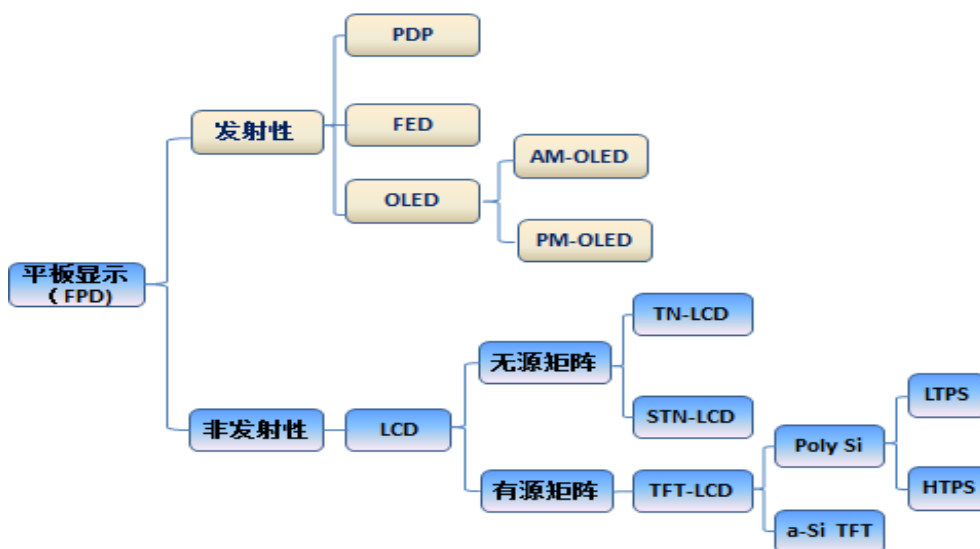 PDP
发射性
FED
AM-OLED
OLED
PM-OLED
平板显示
（FPD)
TN-LCD
无源矩阵
LTPS
非发射性
LCD
STN-LCD
Poly Si
有源矩阵
TFT-LCD
HTPS
a-Si TFT